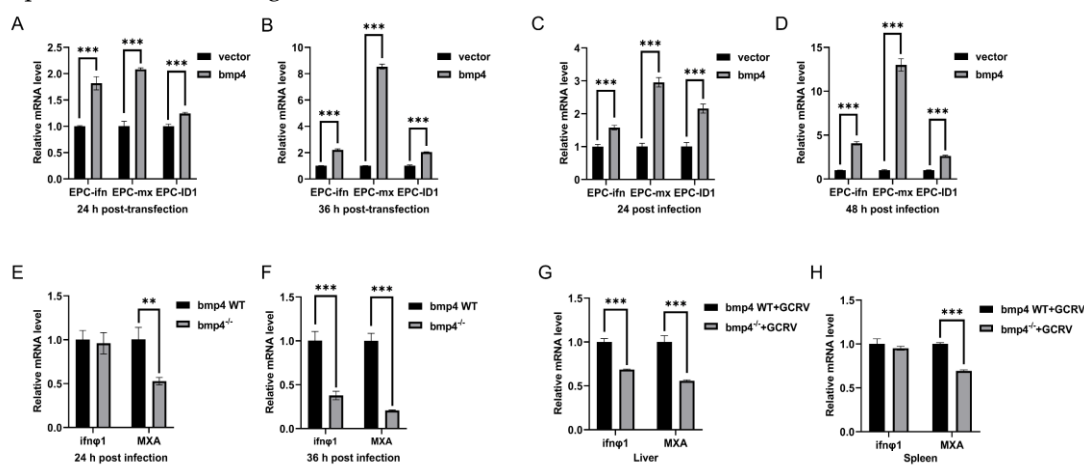 A
Relative mRNA level
2.5
2.0
1.5
1.0
0.5
0.0
***
***
***
vector
bmp4
EPC-ifn EPC-mx EPC-ID1
24 h post-transfection
B
Relative mRNA level
10
8
6
4
2
0
***
***
***
vector
bmp4
EPC-ifn EPC-mx EPC-ID1
36 h post-transfection
C
Relative mRNA level
4
3
2
1
0
***
***
***
vector
bmp4
EPC-ifn EPC-mx EPC-ID1
24 post infection
D
Relative mRNA level
15
10
5
0
***
***
***
vector
bmp4
EPC-ifn EPC-mx EPC-ID1
48 h post infection
E
Relative mRNA level
1.5
1.0
0.5
0.0
**
bmp4 WT
bmp4-/-
ifnφ1 MXA
24 h post infection
F
Relative mRNA level
1.5
1.0
0.5
0.0
***
***
bmp4 WT
bmp4-/-
ifnφ1 MXA
36 h post infection
G
Relative mRNA level
1.5
1.0
0.5
0.0
***
***
bmp4 WT+GCRV
bmp4-/-+GCRV
ifnφ1 MXA
Liver
H
Relative mRNA level
1.5
1.0
0.5
0.0
***
bmp4 WT+GCRV
bmp4-/-+GCRV
ifnφ1 MXA
Spleen